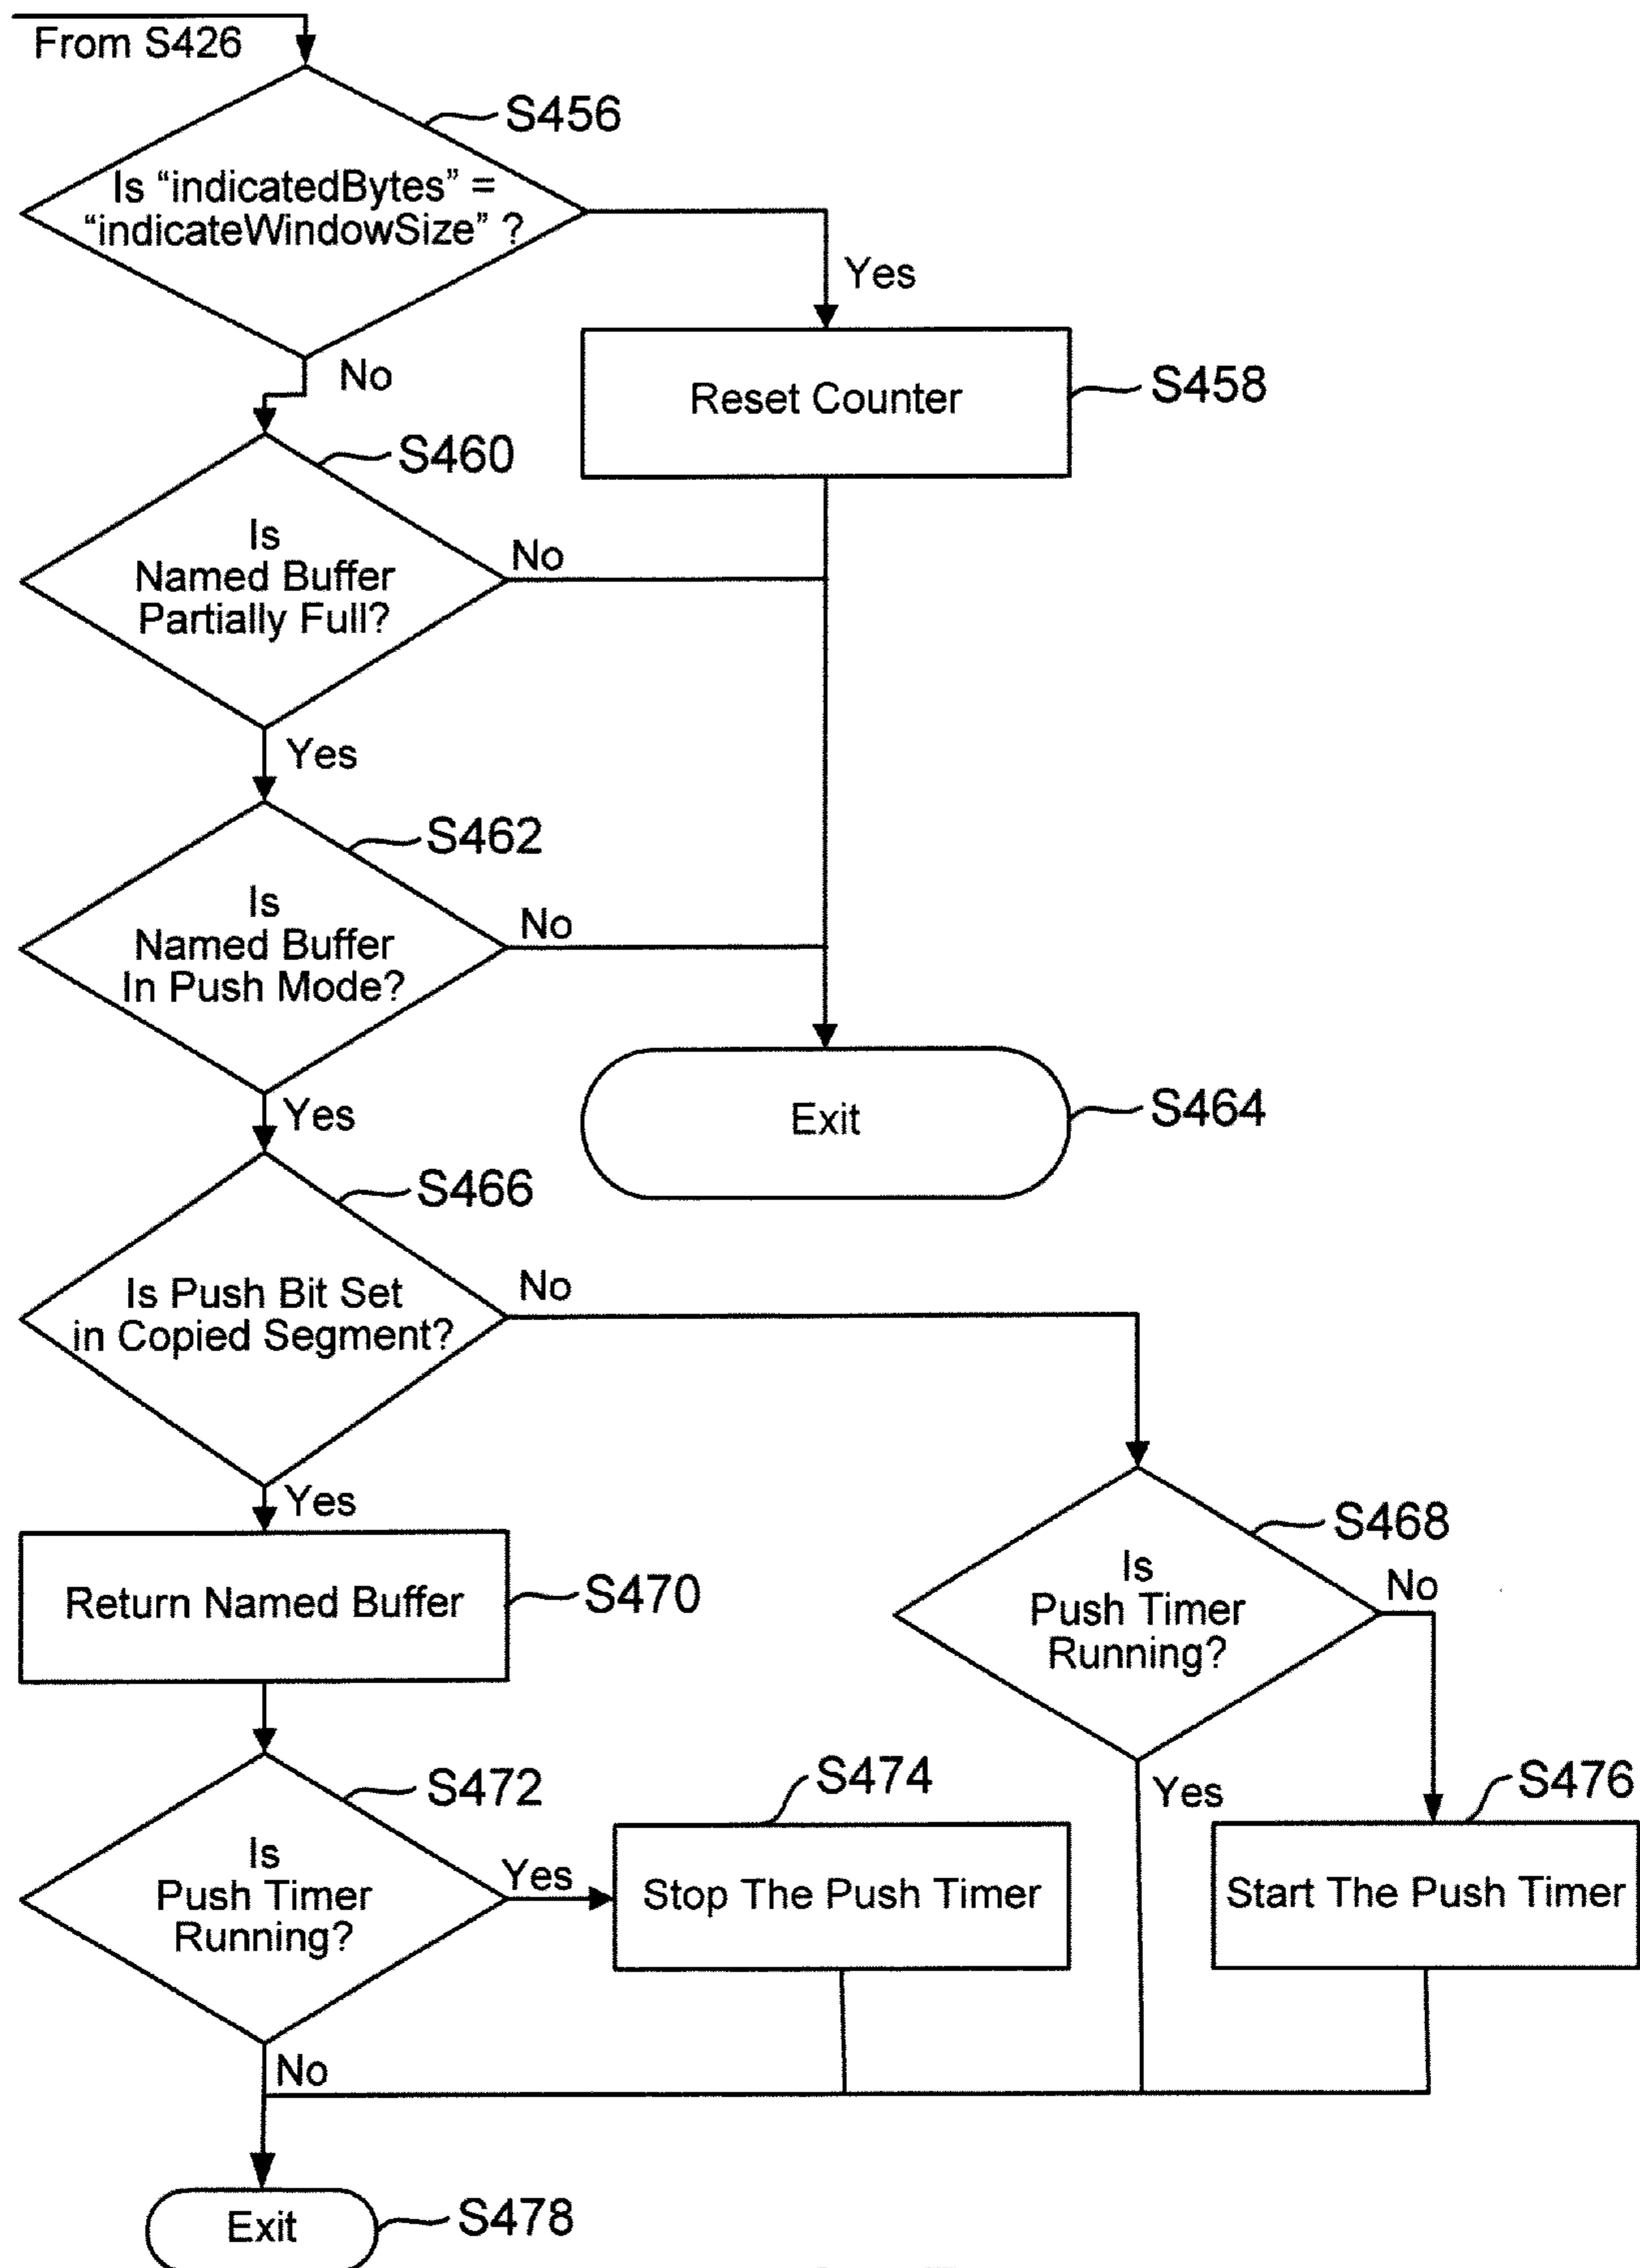 From S426
S456
Is “indicatedBytes” =
“indicateWindowSize” ?
Yes
No
Reset Counter
S458
S460
Is
Named Buffer
Partially Full?
No
Yes
S462
Is
Named Buffer
In Push Mode?
No
Yes
Exit
S464
S466
Is Push Bit Set
in Copied Segment?
No
Yes
S468
Is
Push Timer
Running?
No
Yes
Return Named Buffer
S470
S472
Is
Push Timer
Running?
Yes
No
S474
Stop The Push Timer
S476
Start The Push Timer
Exit
S478